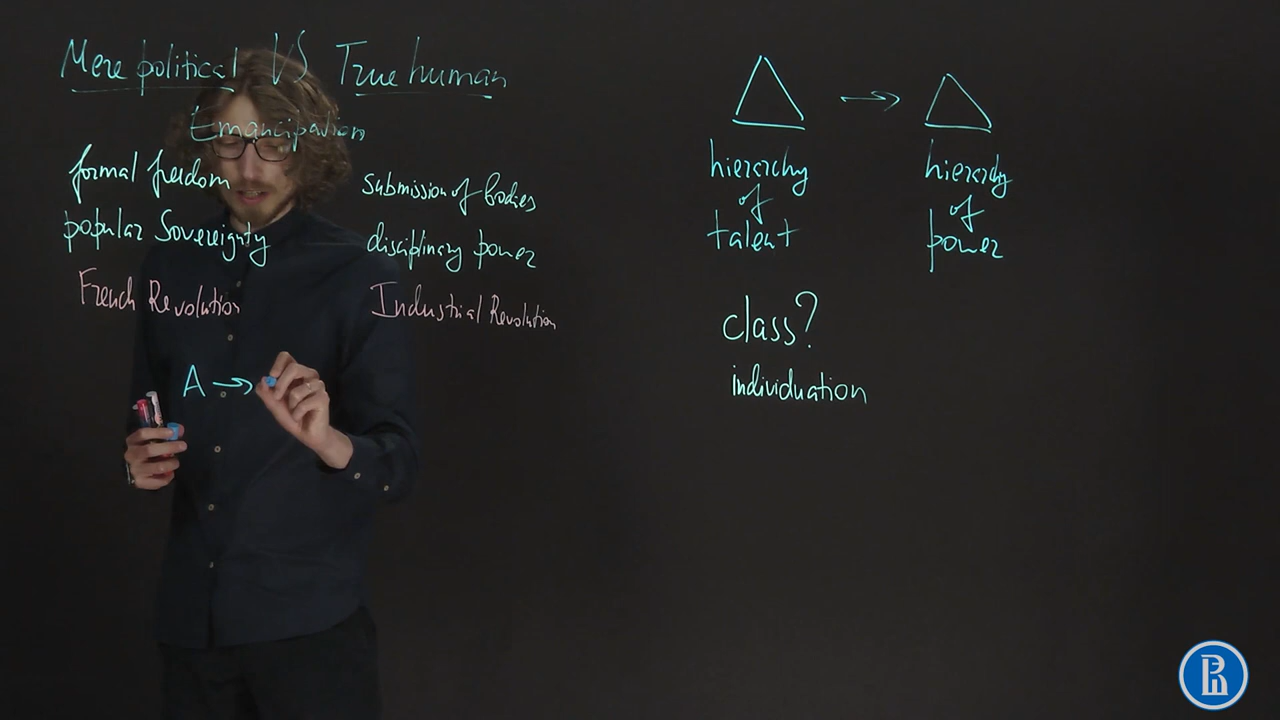 Mere political VS True human
Emancipation
formal freedom
submission of bodies
popular Sovereignty
disciplinary power
French Revolution
Industrial Revolution
A →
→
hierarchy
of
talent
hierarchy
of
power
class?
individuation